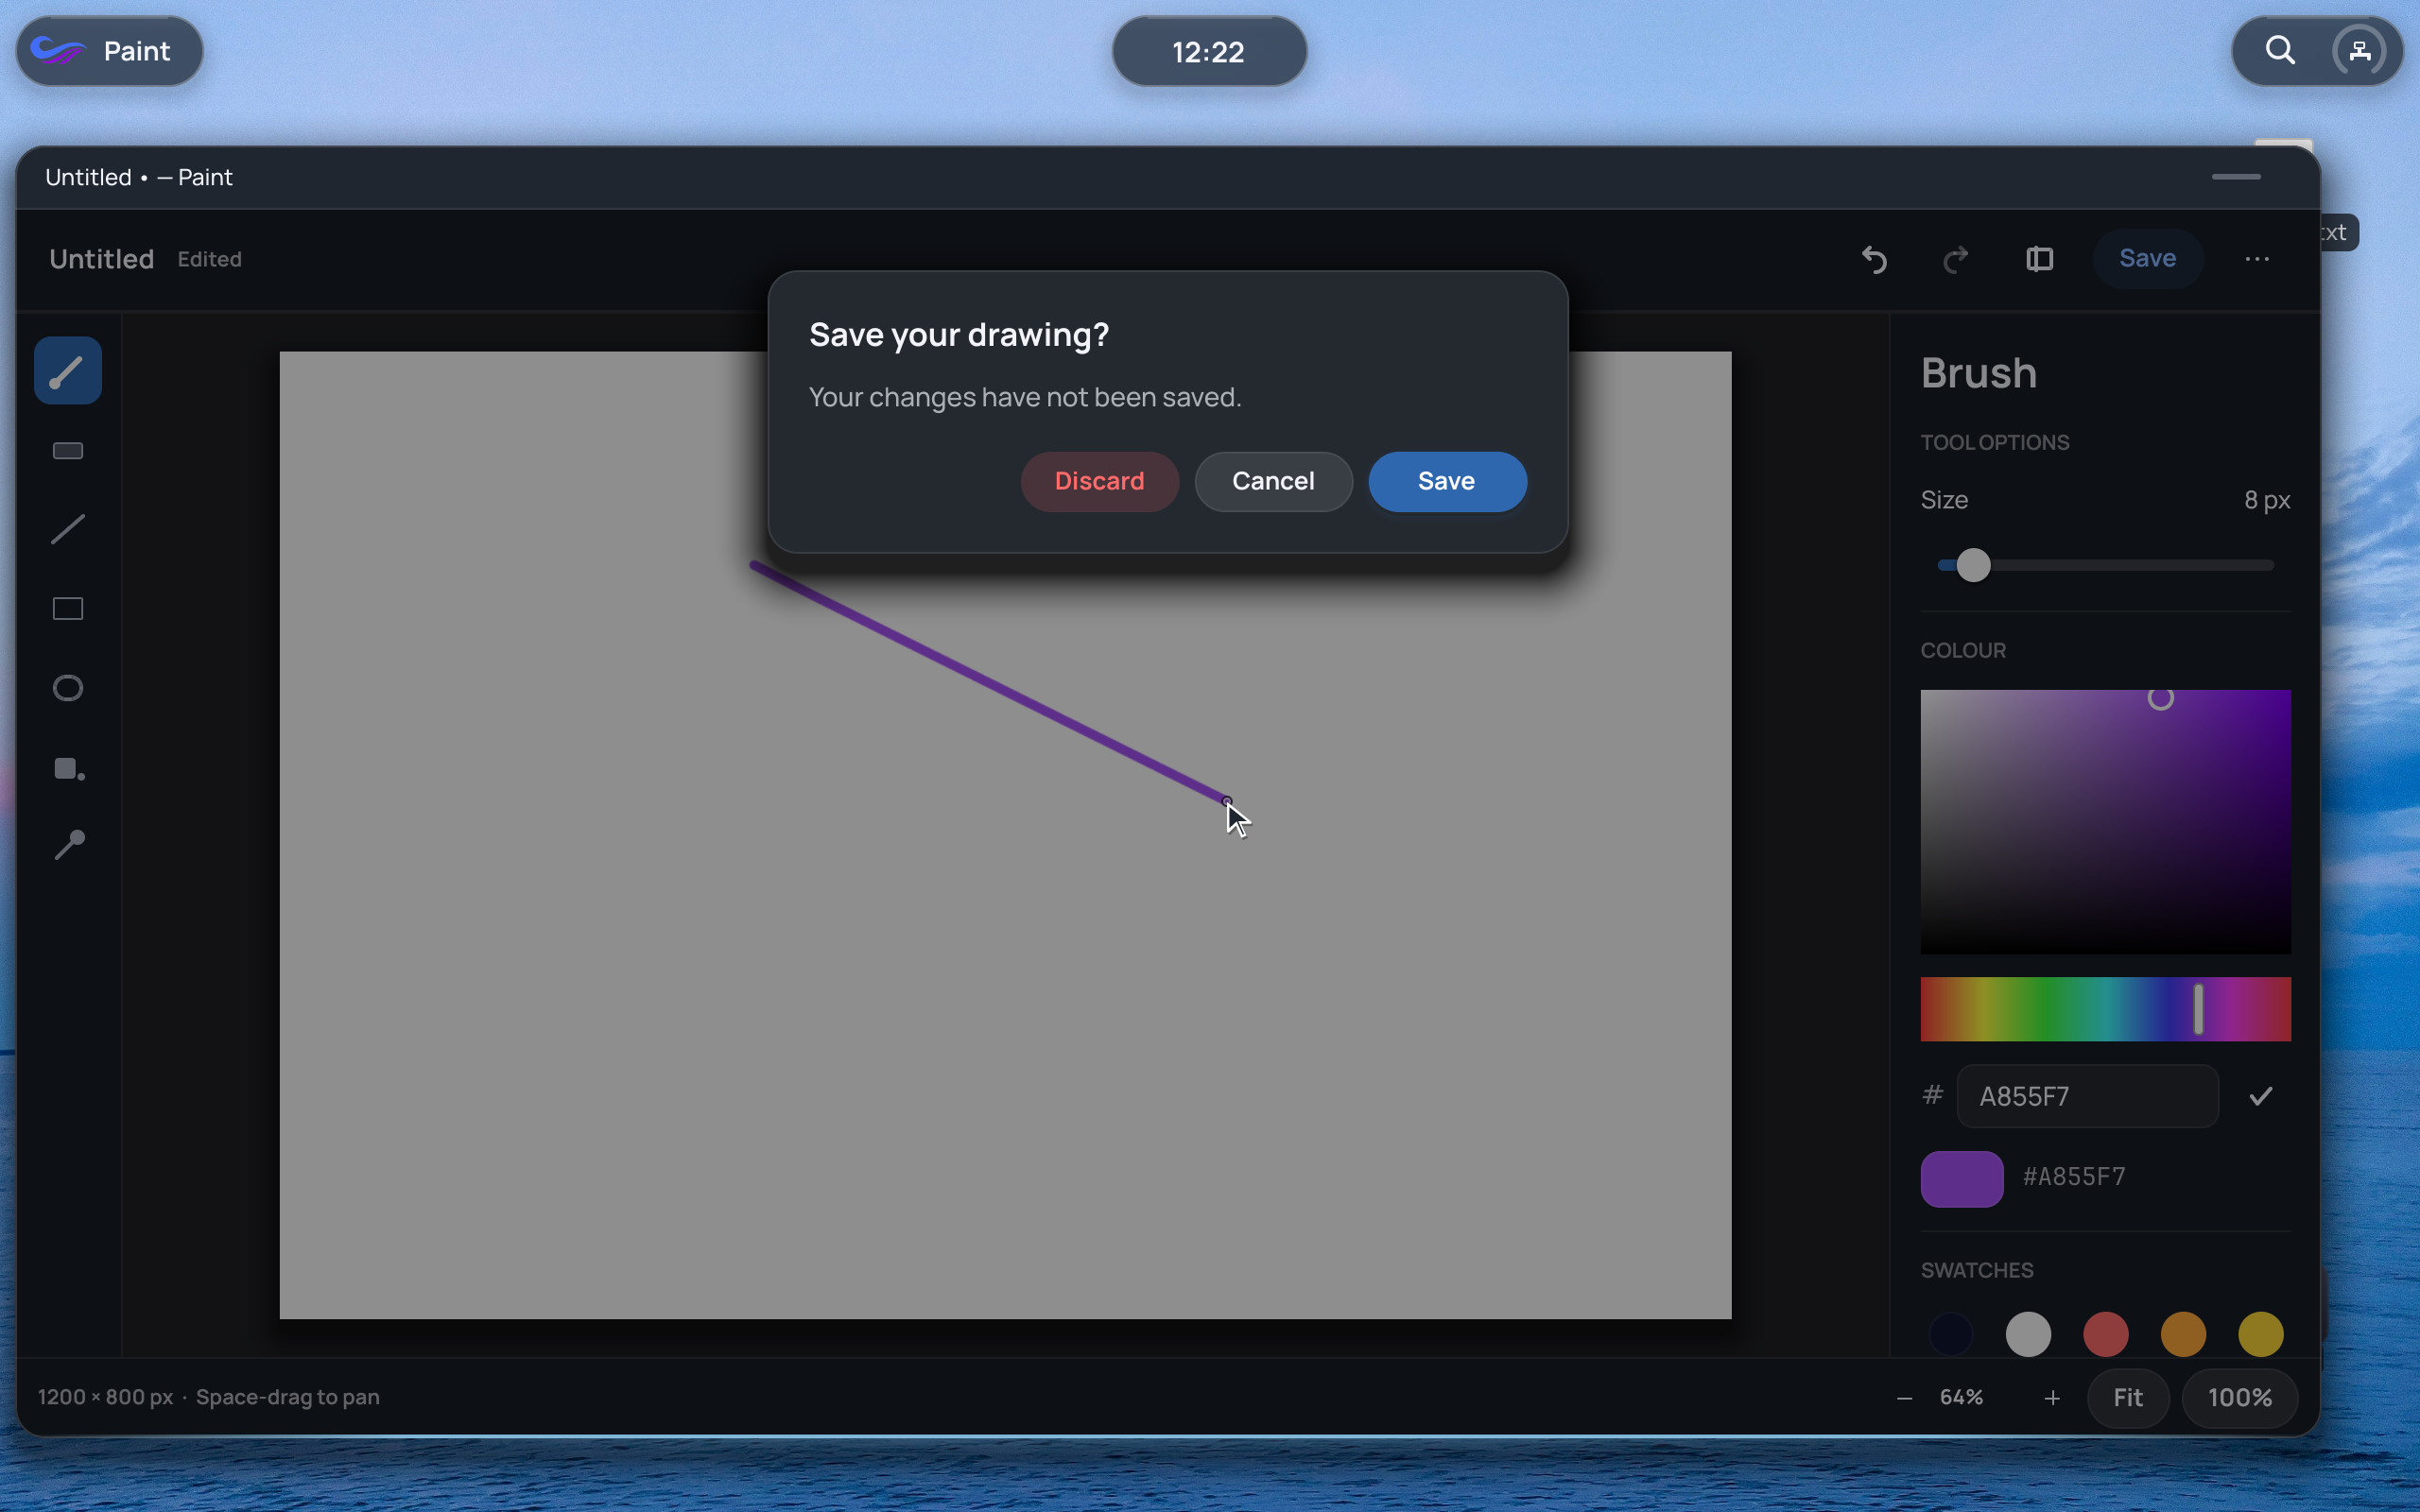 Paint
12:22
Untitled • — Paint
xt
Untitled Edited
Save
Save your drawing?
Your changes have not been saved.
Discard Cancel Save
Brush
TOOL OPTIONS
Size 8 px
COLOUR
# A855F7
#A855F7
SWATCHES
1200 × 800 px · Space-drag to pan
64%
Fit
100%